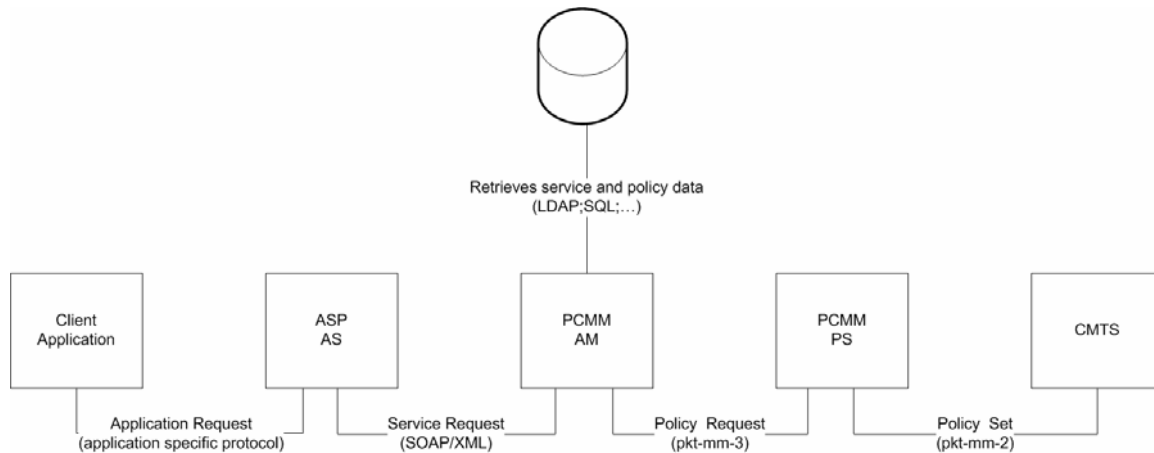 Retrieves service and policy data
(LDAP;SQL;…)
Client
Application
ASP
AS
PCMM
AM
PCMM
PS
CMTS
Application Request
(application specific protocol)
Service Request
(SOAP/XML)
Policy Request
(pkt-mm-3)
Policy Set
(pkt-mm-2)